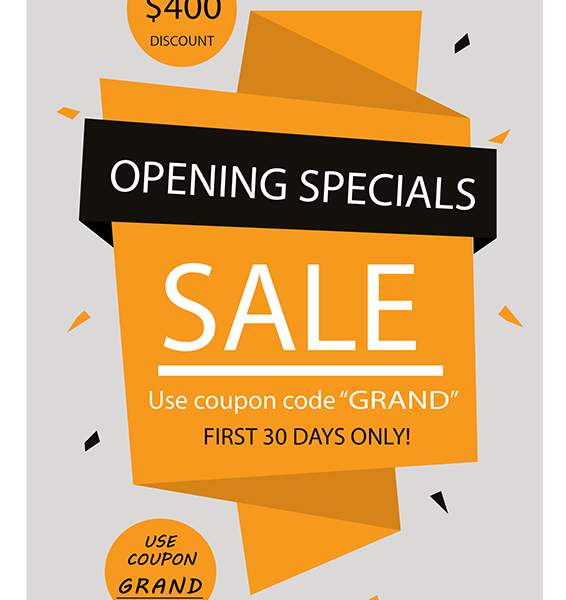 $400
DISCOUNT
OPENING SPECIALS
SALE
Use coupon code “GRAND”
FIRST 30 DAYS ONLY!
USE
COUPON
GRAND